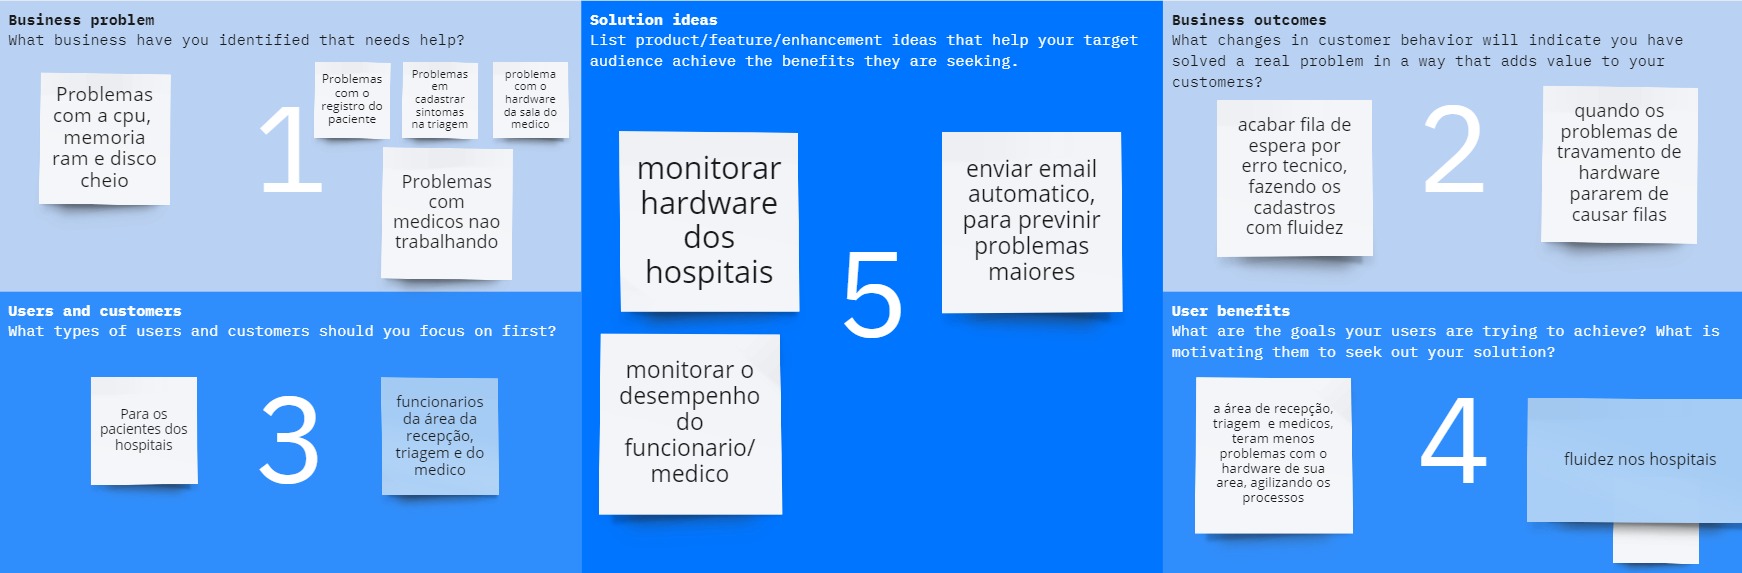 Business problem
What business have you identified that needs help?
Problemas
com a cpu,
memoria
ram e disco
cheio
1
Problemas
com o
registro do
paciente
Problemas
em
cadastrar
sintomas
na triagem
problema
com o
hardware
da sala do
medico
Problemas
com
medicos nao
trabalhando
Users and customers
What types of users and customers should you focus on first?
Para os
pacientes dos
hospitais
3
funcionarios
da área da
recepção,
triagem e do
medico
Solution ideas
List product/feature/enhancement ideas that help your target
audience achieve the benefits they are seeking.
monitorar
hardware
dos
hospitais
5
enviar email
automatico,
para previnir
problemas
maiores
monitorar o
desempenho
do
funcionario/
medico
Business outcomes
What changes in customer behavior will indicate you have
solved a real problem in a way that adds value to your
customers?
acabar fila de
espera por
erro tecnico,
fazendo os
cadastros
com fluidez
2
quando os
problemas de
travamento de
hardware
pararem de
causar filas
User benefits
What are the goals your users are trying to achieve? What is
motivating them to seek out your solution?
a área de recepção,
triagem e medicos,
teram menos
problemas com o
hardware de sua
area, agilizando os
processos
4
fluidez nos hospitais